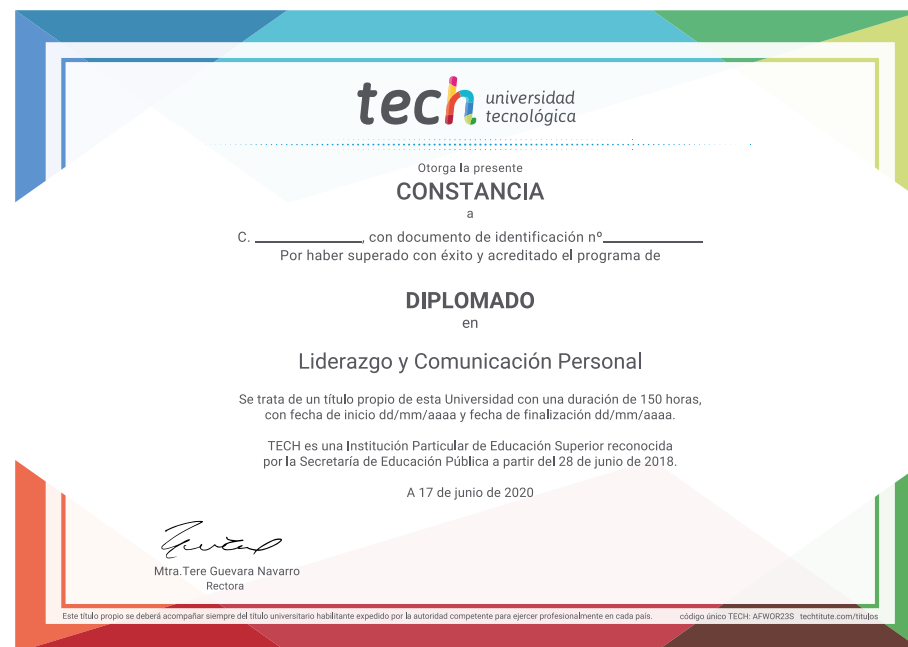 tech universidad
tecnológica
Otorga la presente
CONSTANCIA
a
C. ______________, con documento de identificación nº_____________
Por haber superado con éxito y acreditado el programa de
DIPLOMADO
en
Liderazgo y Comunicación Personal
Se trata de un título propio de esta Universidad con una duración de 150 horas,
con fecha de inicio dd/mm/aaaa y fecha de finalización dd/mm/aaaa.
TECH es una Institución Particular de Educación Superior reconocida
por la Secretaría de Educación Pública a partir del 28 de junio de 2018.
A 17 de junio de 2020
Mtra.Tere Guevara Navarro
Rectora
Este título propio se deberá acompañar siempre del título universitario habilitante expedido por la autoridad competente para ejercer profesionalmente en cada país. código único TECH: AFWOR23S techtitute.com/titulos